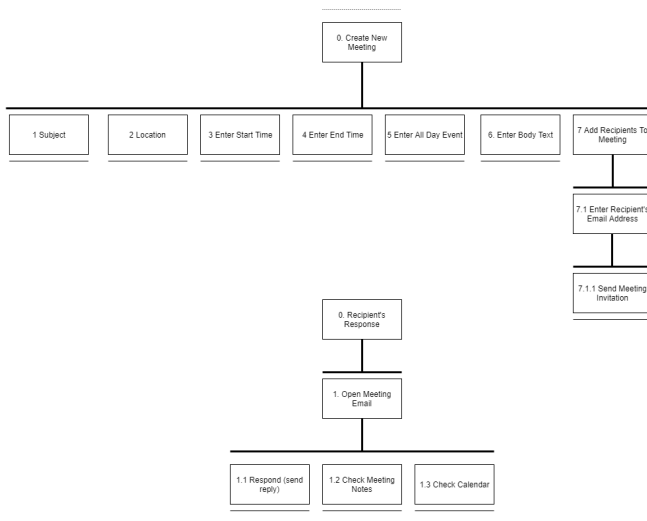 0. Create New
Meeting
1 Subject
2 Location
3 Enter Start Time
4 Enter End Time
5 Enter All Day Event
6. Enter Body Text
7 Add Recipients To
Meeting
7.1 Enter Recipient's
Email Address
7.1.1 Send Meeting
Invitation
0. Recipient's
Response
1. Open Meeting
Email
1.1 Respond (send
reply)
1.2 Check Meeting
Notes
1.3 Check Calendar